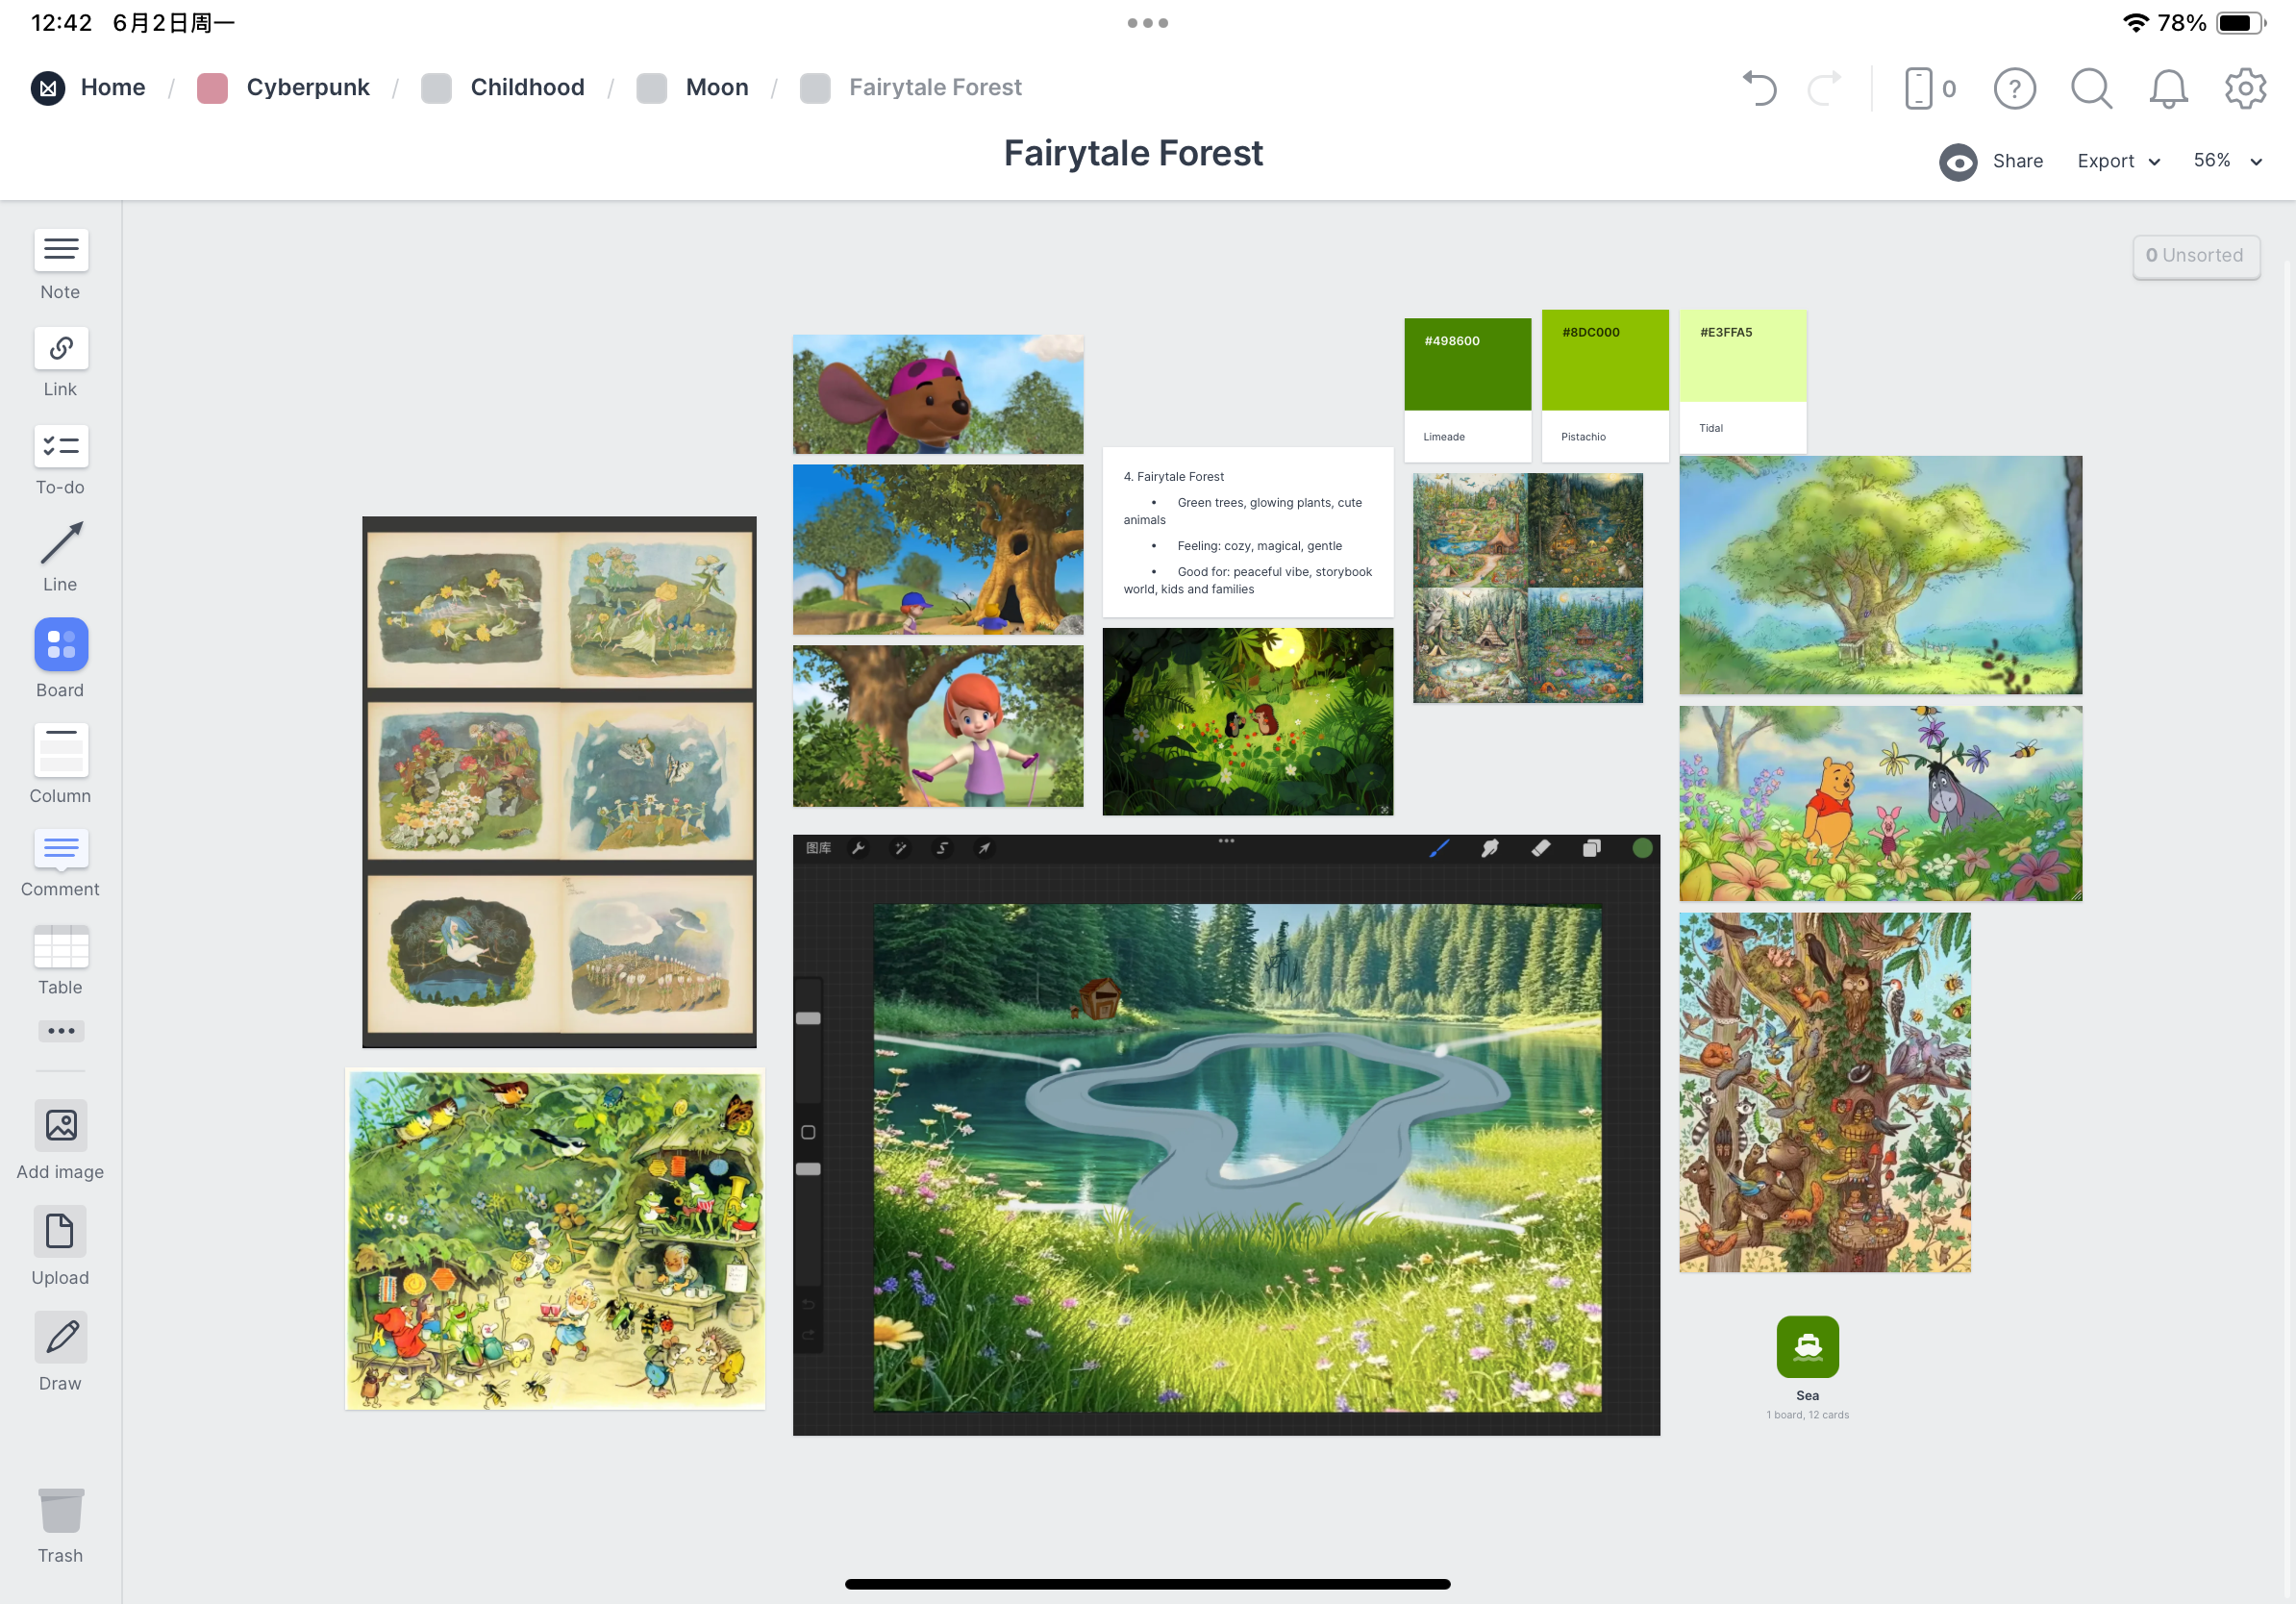 12:42 6月2日周一
78%
Home / Cyberpunk / Childhood / Moon / Fairytale Forest
0
?
Fairytale Forest
Share
Export
56%
0 Unsorted
Note
Link
To-do
Line
Board
Column
Comment
Table
Add image
Upload
Draw
Trash
#498600
Limeade
#8DC000
Pistachio
#E3FFA5
Tidal
4. Fairytale Forest
• Green trees, glowing plants, cute
animals
• Feeling: cozy, magical, gentle
• Good for: peaceful vibe, storybook
world, kids and families
图库
Sea
1 board, 12 cards